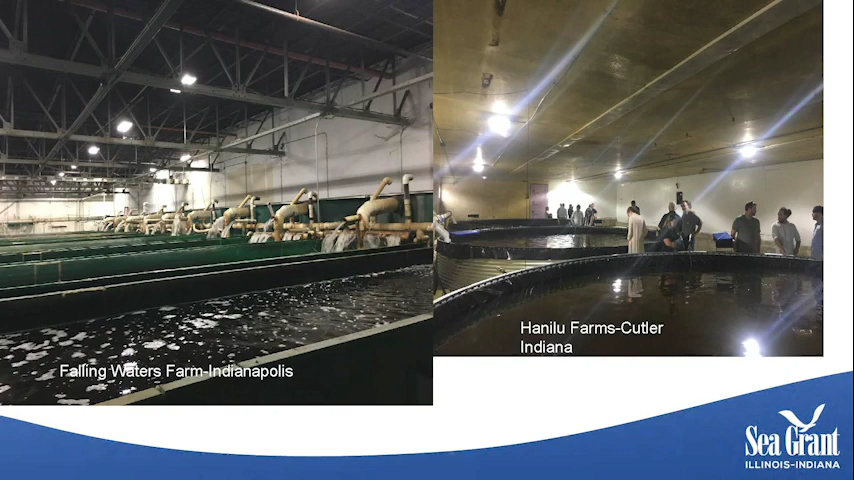 Falling Waters Farm-Indianapolis
Hanilu Farms-Cutler
Indiana
Sea Grant
ILLINOIS-INDIANA